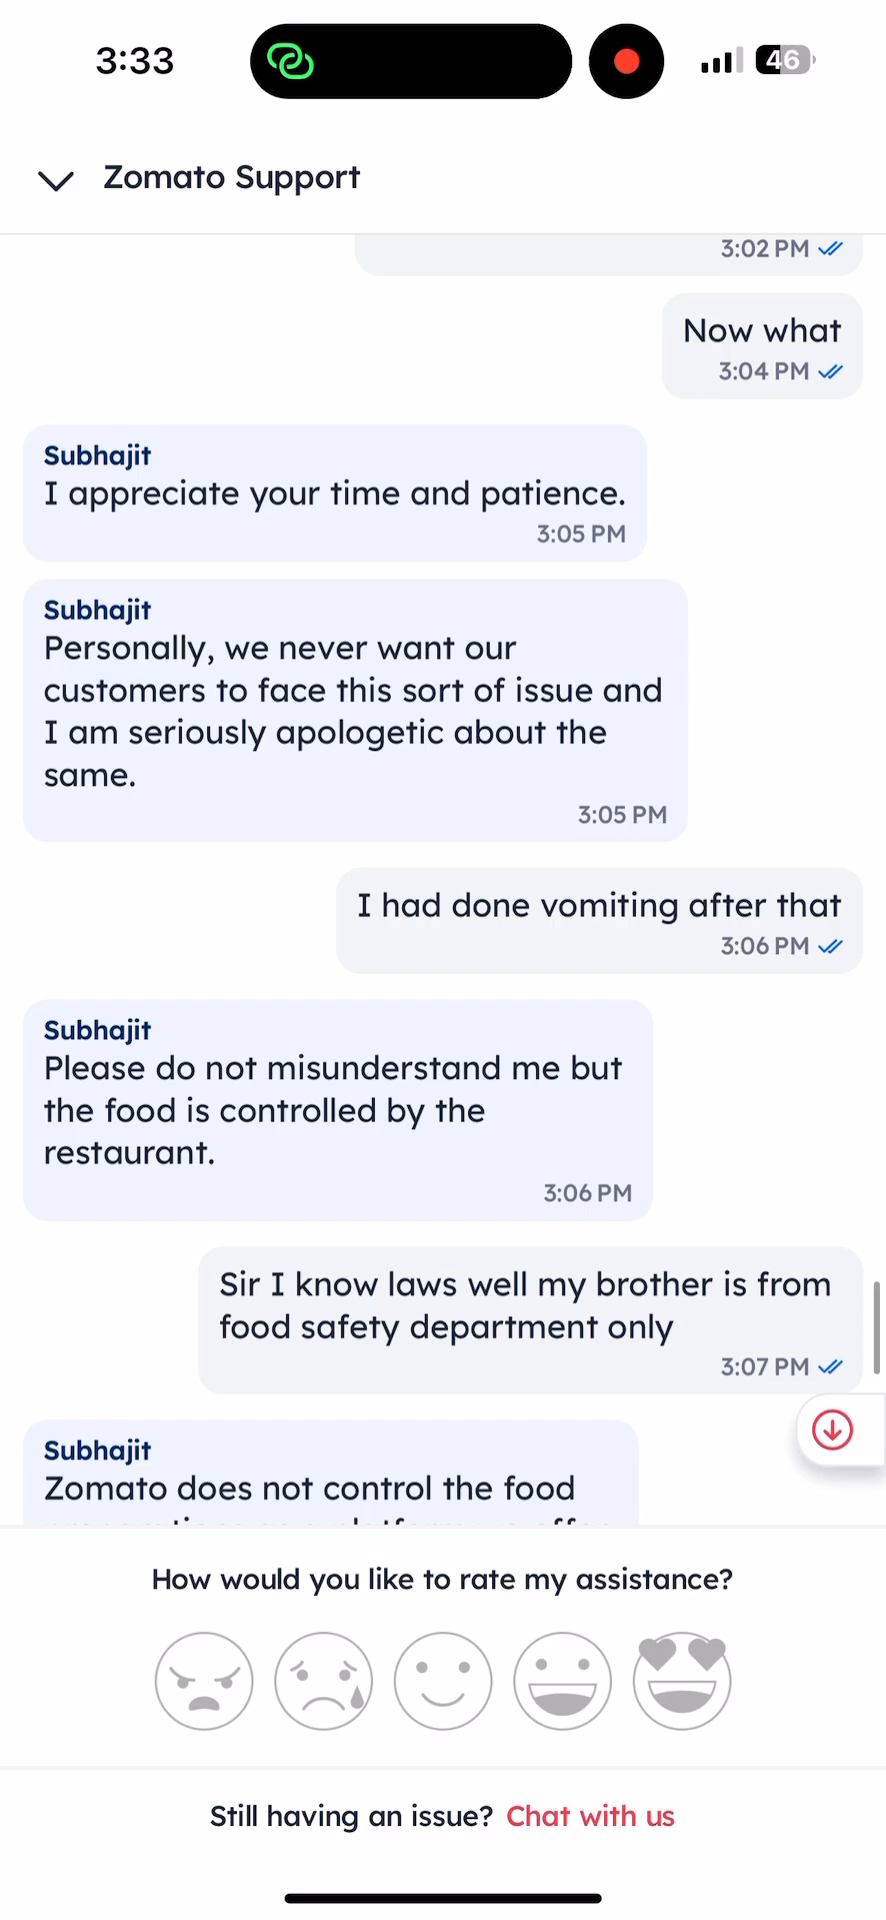 3:33
46
Zomato Support
3:02 PM
Now what
3:04 PM
Subhajit
I appreciate your time and patience.
3:05 PM
Subhajit
Personally, we never want our
customers to face this sort of issue and
I am seriously apologetic about the
same.
3:05 PM
I had done vomiting after that
3:06 PM
Subhajit
Please do not misunderstand me but
the food is controlled by the
restaurant.
3:06 PM
Sir I know laws well my brother is from
food safety department only
3:07 PM
Subhajit
Zomato does not control the food
How would you like to rate my assistance?
Still having an issue? Chat with us